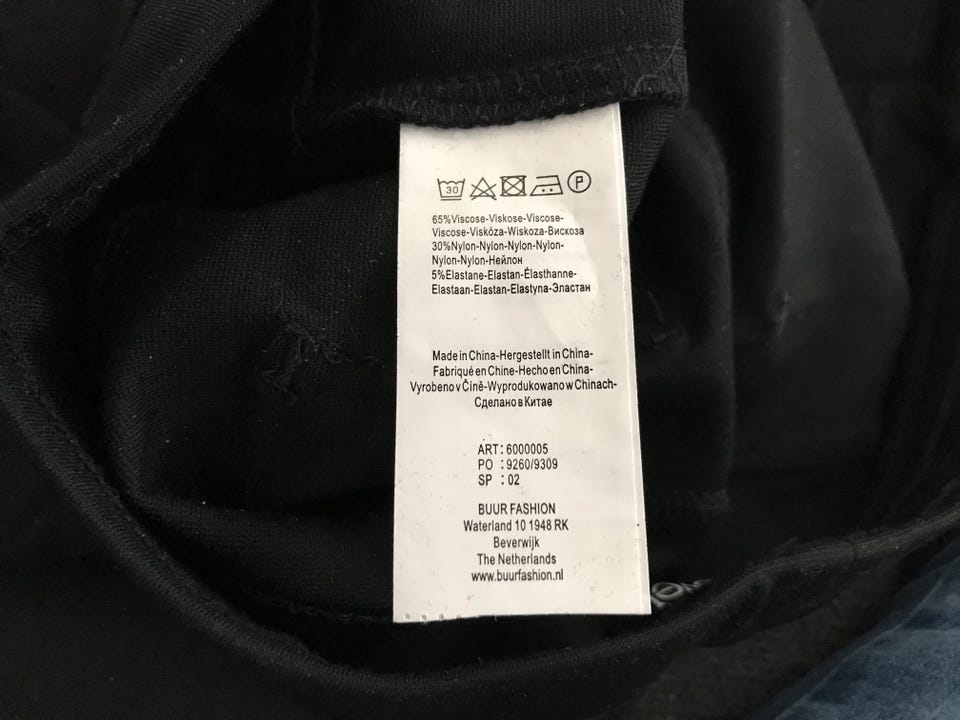 30 P
65%Viscose-Viskose-Viscose-
Viscose-Viskóza-Wiskoza-Вискоза
30%Nylon-Nylon-Nylon-Nylon-
Nylon-Nylon-Нейлон
5%Elastane-Elastan-Élasthanne-
Elastaan-Elastan-Elastyna-Эластан
Made in China-Hergestellt in China-
Fabriqué en Chine-Hecho en China-
Vyrobeno v Číně-Wyprodukowano w Chinach-
Сделано в Китае
ART: 6000005
PO : 9260/9309
SP : 02
BUUR FASHION
Waterland 10 1948 RK
Beverwijk
The Netherlands
www.buurfashion.nl